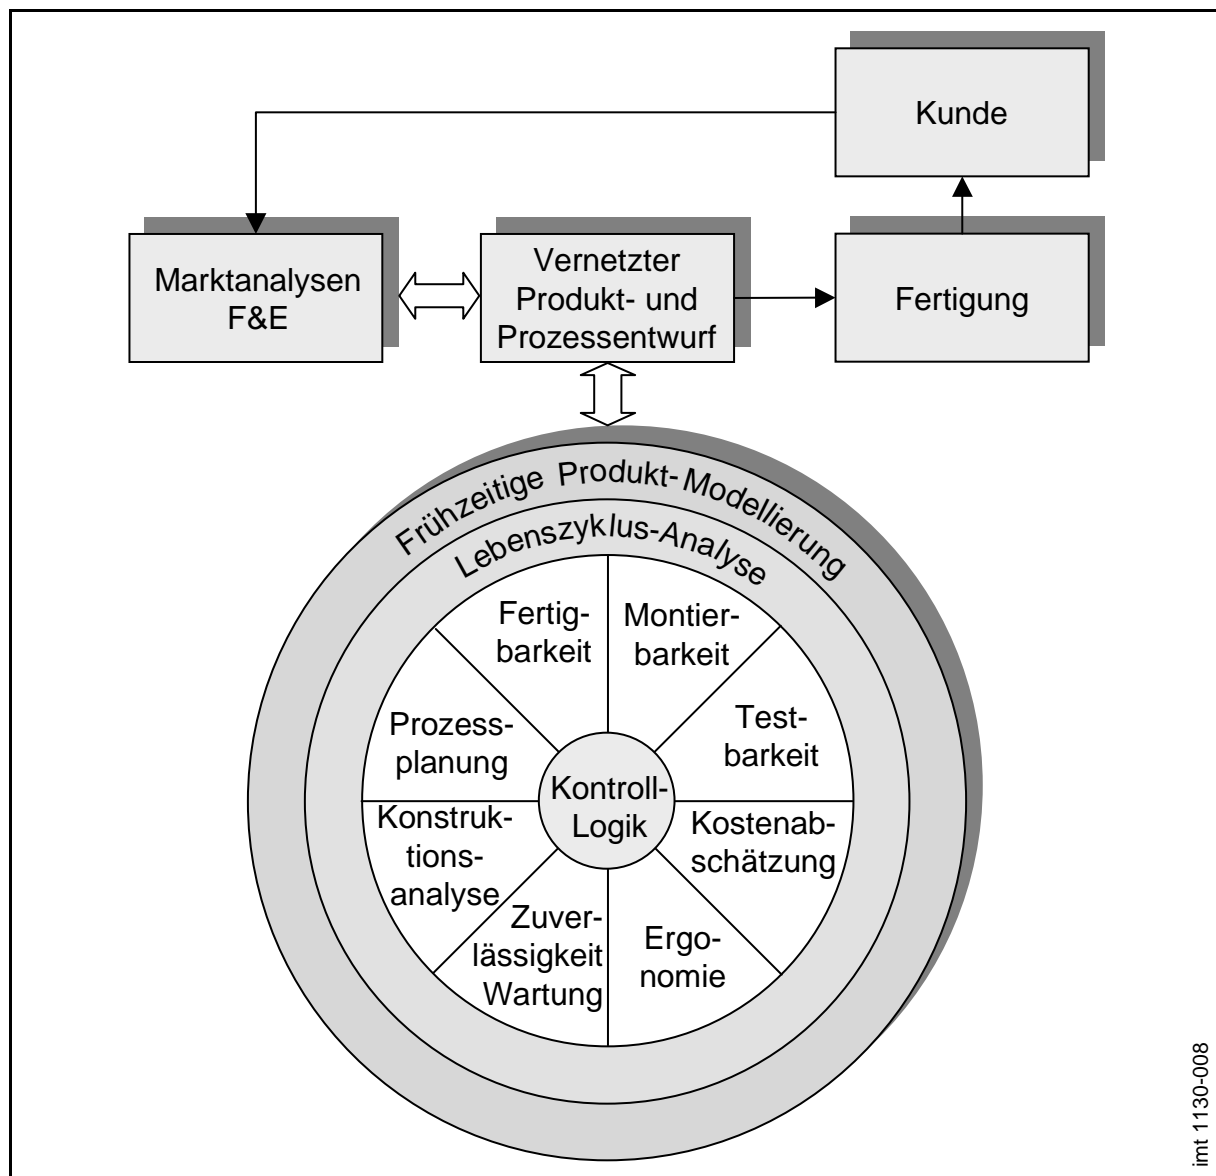 Kunde
Marktanalysen
F&E
Vernetzter
Produkt- und
Prozessentwurf
Fertigung
Frühzeitige Produkt-Modellierung
Lebenszyklus-Analyse
Fertig-
barkeit
Montier-
barkeit
Prozess-
planung
Test-
barkeit
Kontroll-
Logik
Konstruk-
tions-
analyse
Kostenab-
schätzung
Zuver-
lässigkeit
Wartung
Ergo-
nomie
imt 1130-008